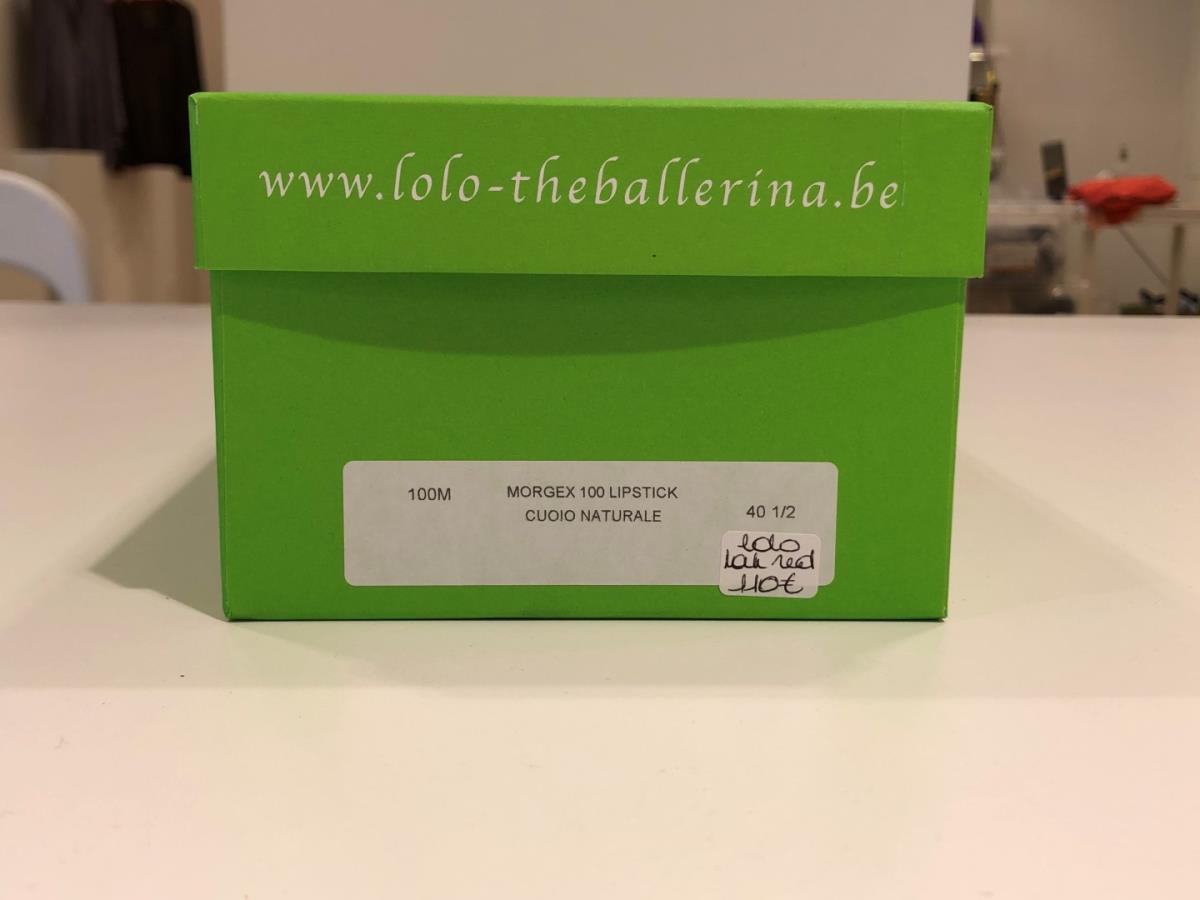 www.lolo-theballerina.be
100M
MORGEX 100 LIPSTICK
CUOIO NATURALE
40 1/2
lolo
lak red
110€